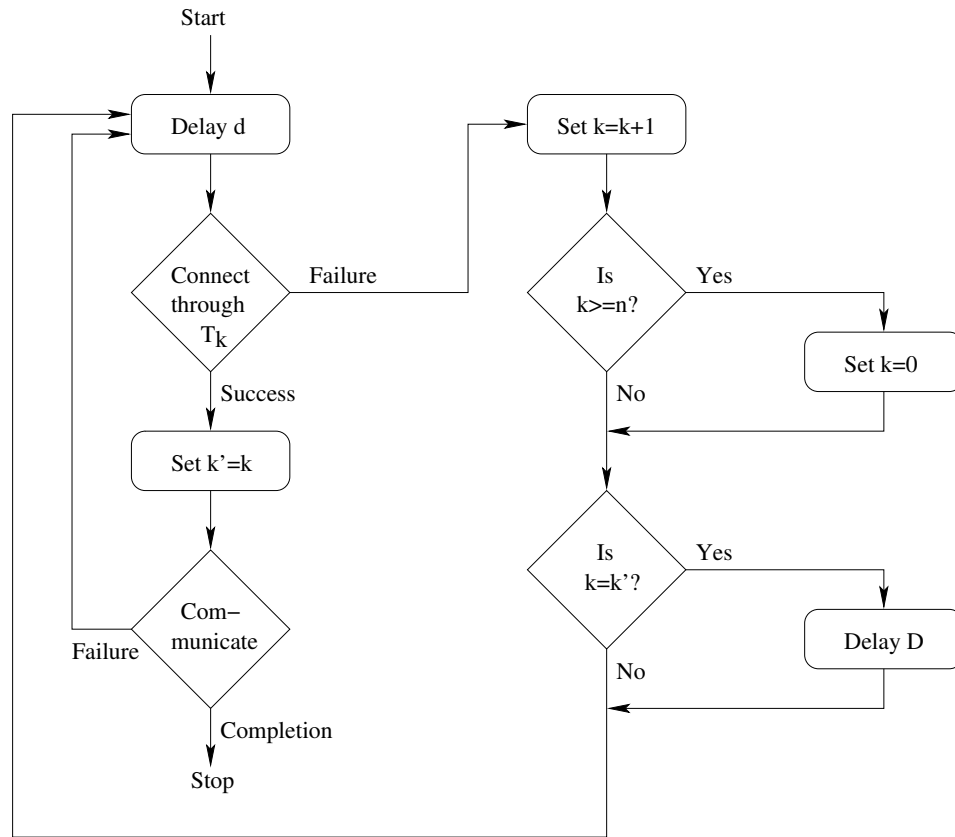 Start
Delay d
Connect
through
Tk
Failure
Success
Set k'=k
Com−
municate
Failure
Completion
Stop
Set k=k+1
Is
k>=n?
Yes
Set k=0
No
Is
k=k'?
Yes
Delay D
No